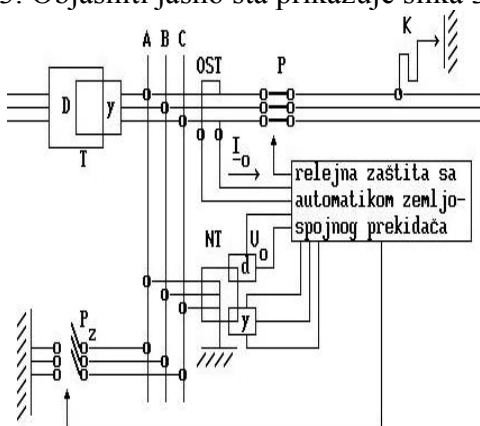 3. Objasniti jasno šta prikazuje slika 3
K
A B C
OST
P
D
y
T
I
-o
relejna zaštita sa
automatikom zemljo-
spojnog prekidača
NT
U
o
d
y
P
z